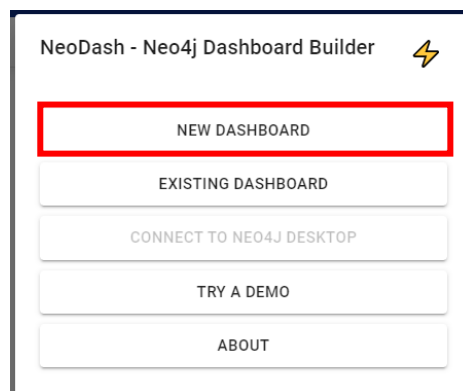 NeoDash - Neo4j Dashboard Builder
NEW DASHBOARD
EXISTING DASHBOARD
CONNECT TO NEO4J DESKTOP
TRY A DEMO
ABOUT